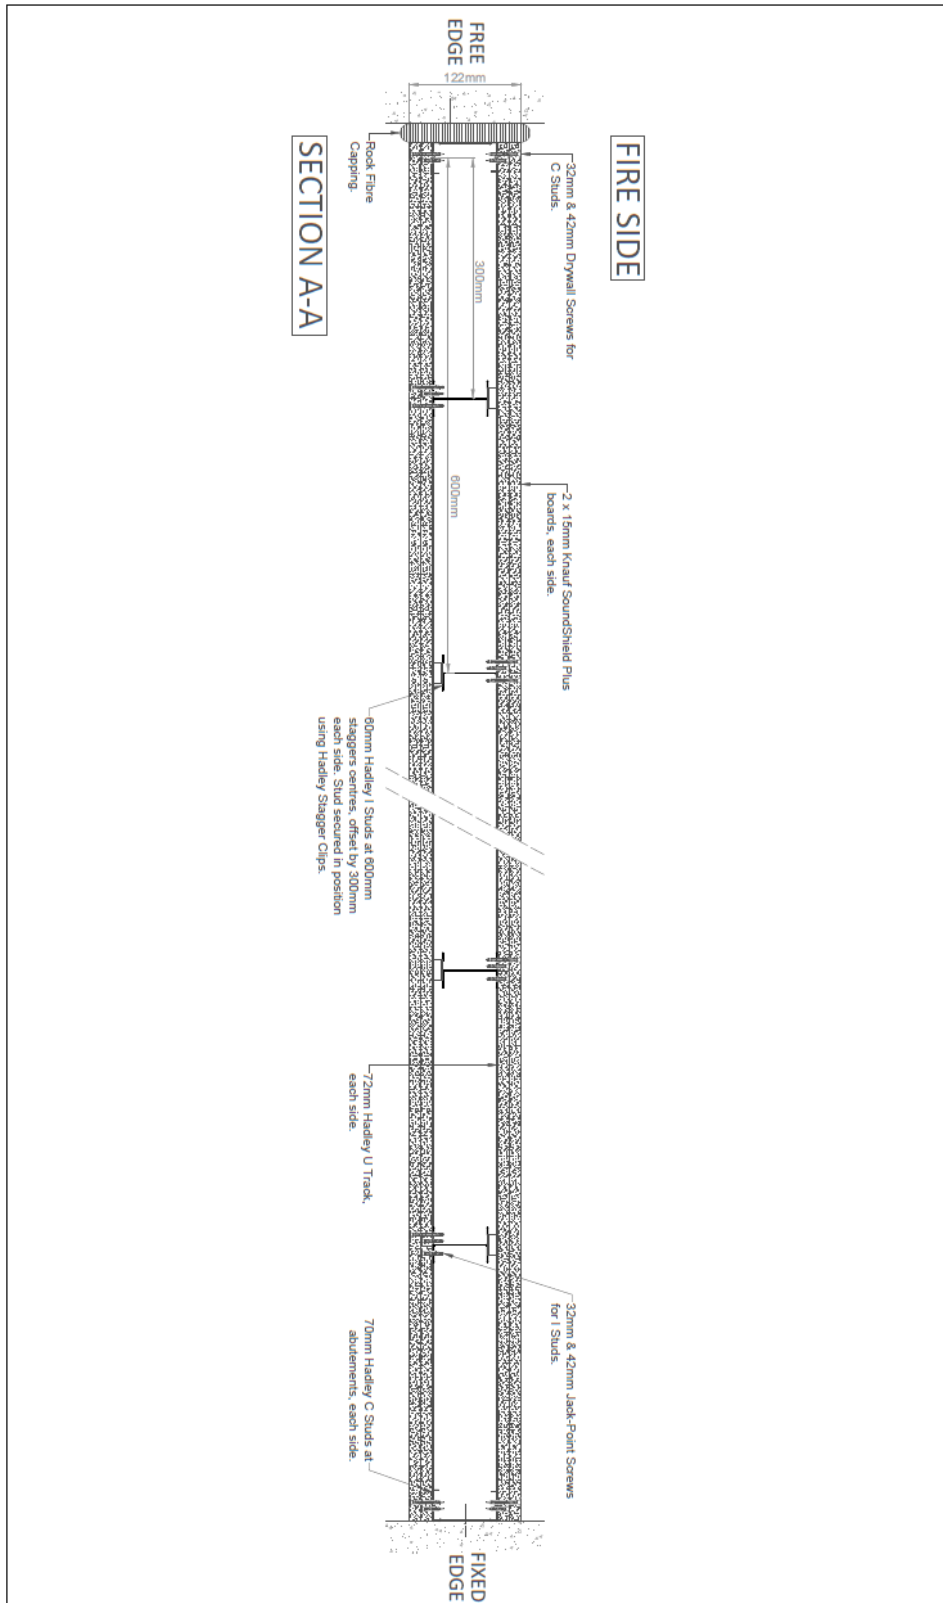 FREE
EDGE
122mm
FIRE SIDE
32mm & 42mm Drywall Screws for
C Studs.
Rock Fibre
Capping.
SECTION A-A
300mm
600mm
2 x 15mm Knauf SoundShield Plus
boards, each side.
60mm Hadley I Studs at 600mm
staggers centres, offset by 300mm
each side. Stud secured in position
using Hadley Stagger Clips.
72mm Hadley U Track,
each side.
32mm & 42mm Jack-Point Screws
for I Studs.
70mm Hadley C Studs at
abutements, each side.
FIXED
EDGE